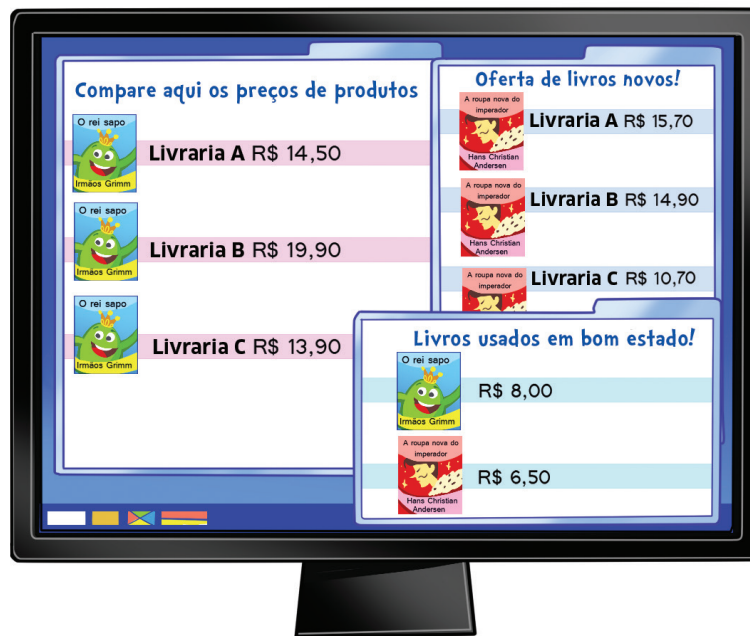 Compare aqui os preços de produtos
O rei sapo
Irmãos Grimm
Livraria A R$ 14,50
O rei sapo
Irmãos Grimm
Livraria B R$ 19,90
O rei sapo
Irmãos Grimm
Livraria C R$ 13,90
Oferta de livros novos!
A roupa nova do
imperador
Hans Christian
Andersen
Livraria A R$ 15,70
A roupa nova do
imperador
Hans Christian
Andersen
Livraria B R$ 14,90
A roupa nova do
imperador
Livraria C R$ 10,70
Livros usados em bom estado!
O rei sapo
Irmãos Grimm
R$ 8,00
A roupa nova do
imperador
Hans Christian
Andersen
R$ 6,50